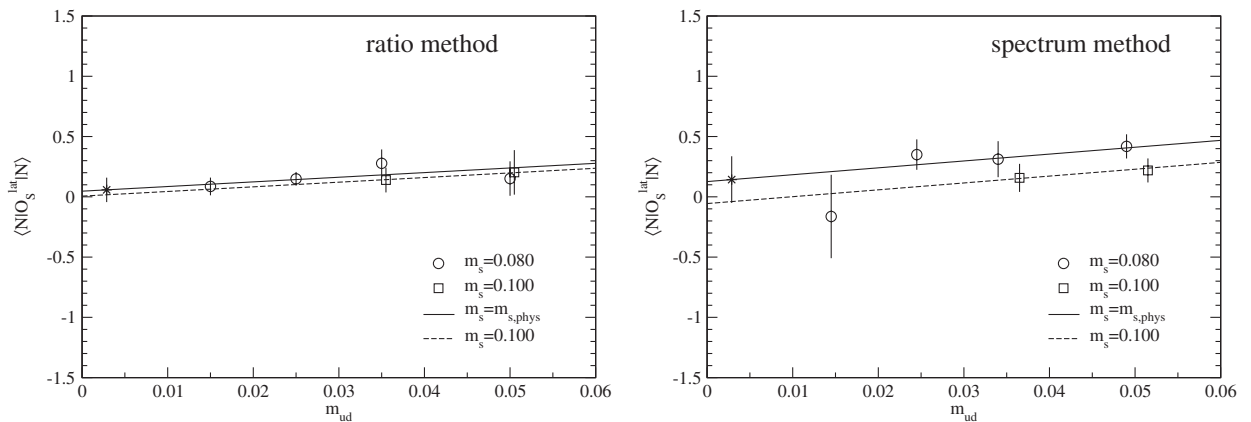 ratio method
1.5
1
0.5
0
-0.5
-1
-1.5
⟨N|O_S^lat|N⟩
m_s=0.080
m_s=0.100
m_s=m_s,phys
m_s=0.100
0 0.01 0.02 0.03 0.04 0.05 0.06
m_ud
spectrum method
1.5
1
0.5
0
-0.5
-1
-1.5
⟨N|O_S^lat|N⟩
m_s=0.080
m_s=0.100
m_s=m_s,phys
m_s=0.100
0 0.01 0.02 0.03 0.04 0.05 0.06
m_ud